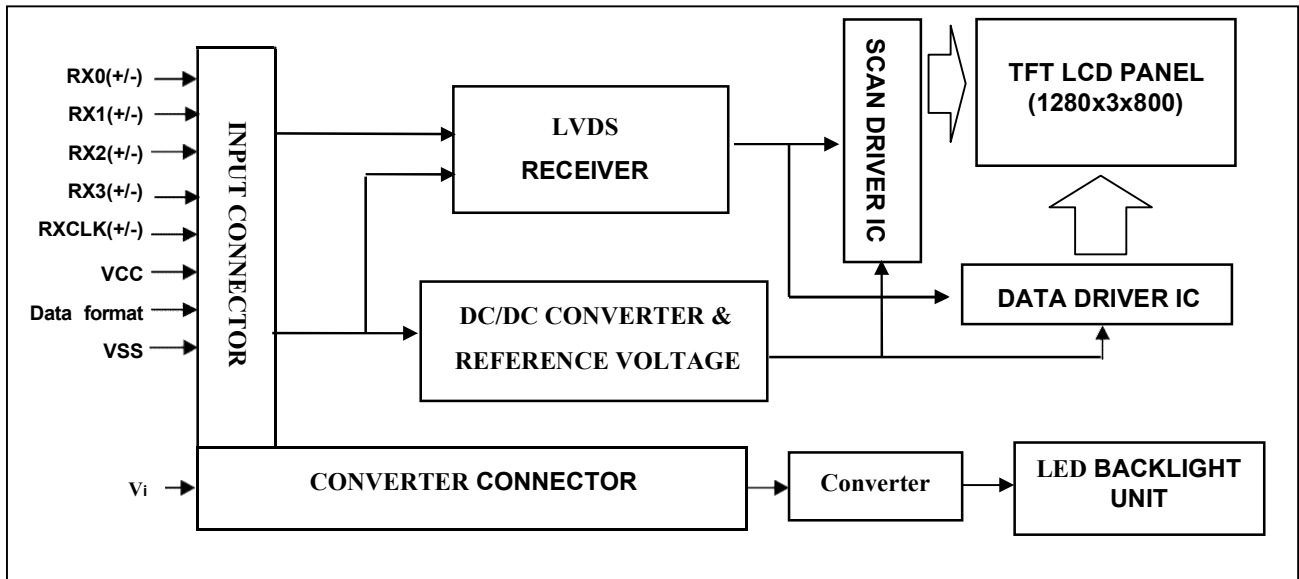 RX0(+/-)
RX1(+/-)
RX2(+/-)
RX3(+/-)
RXCLK(+/-)
VCC
Data format
VSS
INPUT CONNECTOR
LVDS
RECEIVER
DC/DC CONVERTER &
REFERENCE VOLTAGE
SCAN DRIVER IC
TFT LCD PANEL
(1280x3x800)
DATA DRIVER IC
Vi
CONVERTER CONNECTOR
Converter
LED BACKLIGHT
UNIT